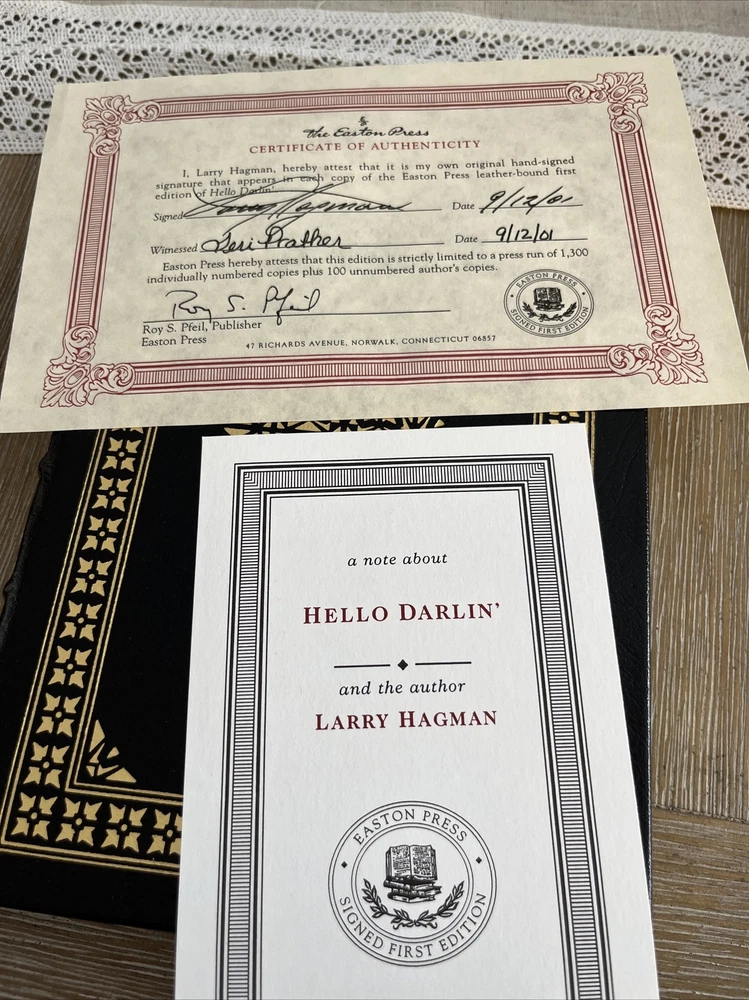 The Easton Press
CERTIFICATE OF AUTHENTICITY
I, Larry Hagman, hereby attest that it is my own original hand-signed
signature that appears in each copy of the Easton Press leather-bound first
edition of Hello Darlin'
Signed Larry Hagman Date 9/12/01
Witnessed Teri Prather Date 9/12/01
Easton Press hereby attests that this edition is strictly limited to a press run of 1,300
individually numbered copies plus 100 unnumbered author's copies.
Roy S. Pfeil
Roy S. Pfeil, Publisher
Easton Press
47 RICHARDS AVENUE, NORWALK, CONNECTICUT 06857
EASTON PRESS
SIGNED FIRST EDITION
a note about
HELLO DARLIN'
and the author
LARRY HAGMAN
EASTON PRESS
SIGNED FIRST EDITION